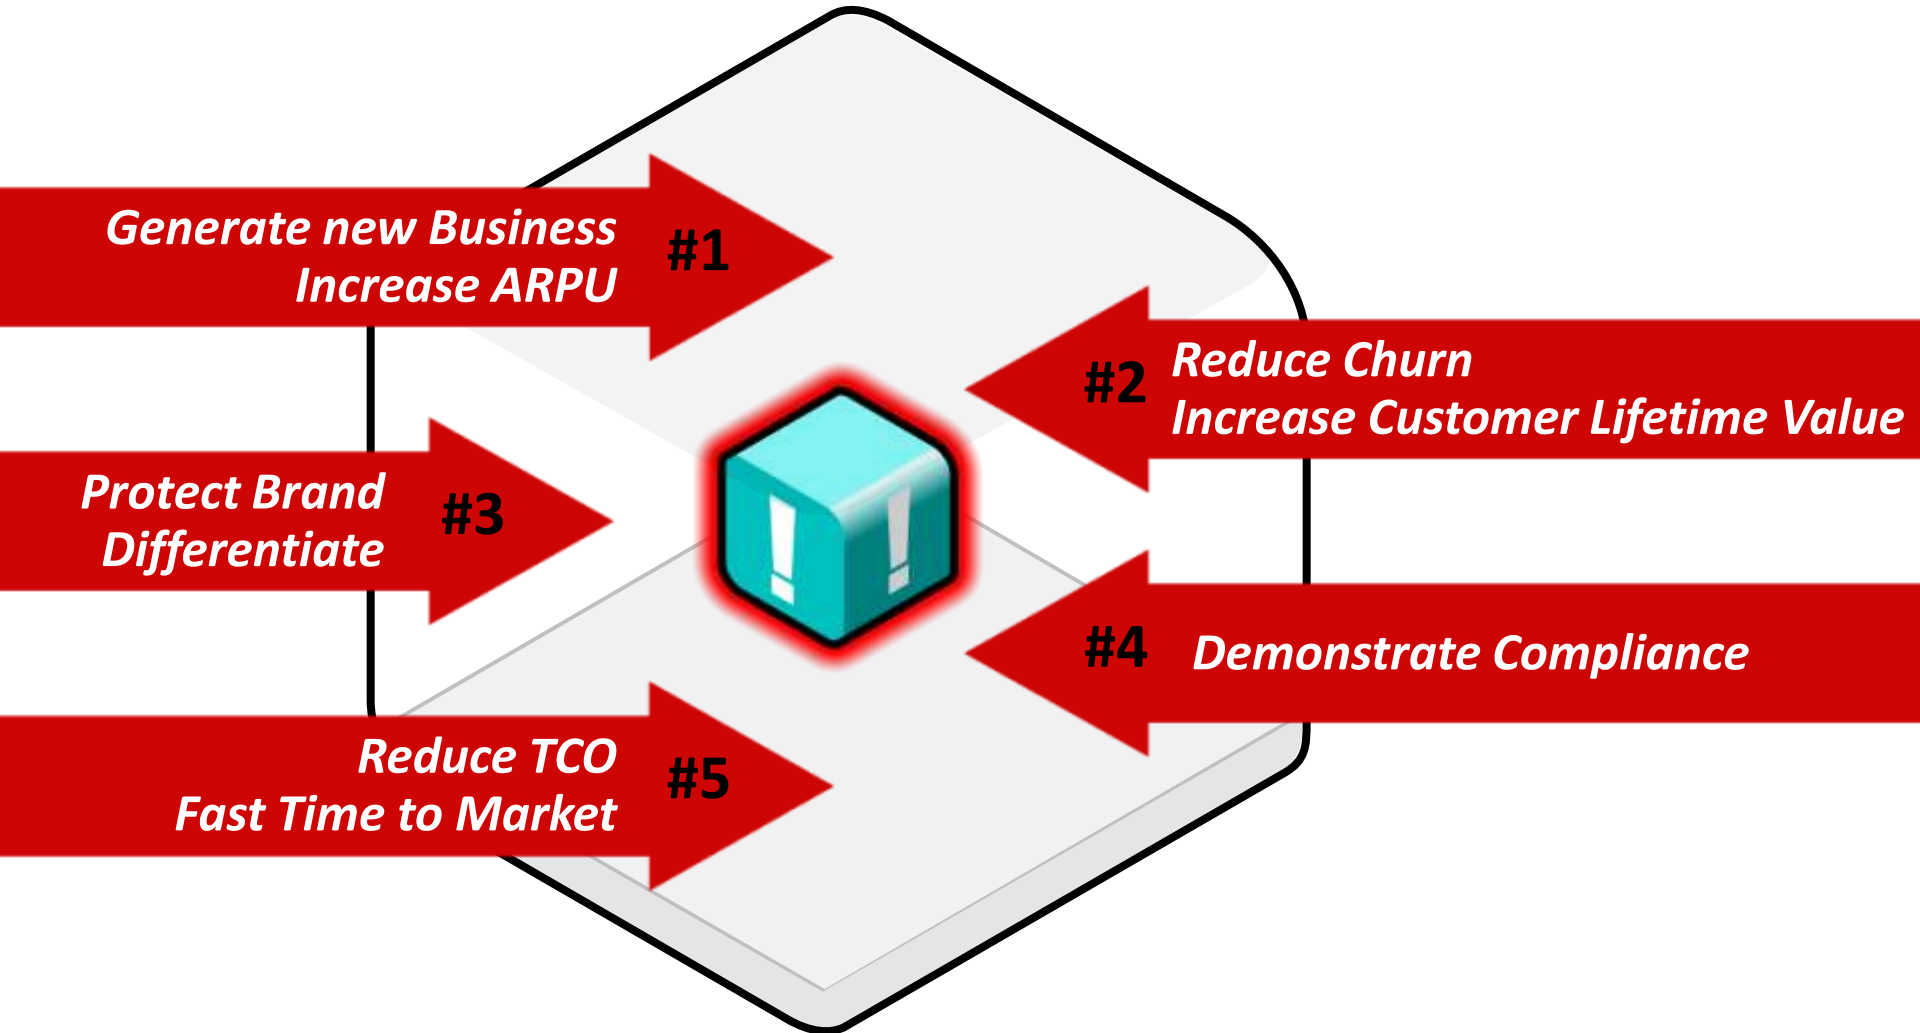 Generate new Business
Increase ARPU
#1
#2
Reduce Churn
Increase Customer Lifetime Value
Protect Brand
Differentiate
#3
#4
Demonstrate Compliance
Reduce TCO
Fast Time to Market
#5
! !